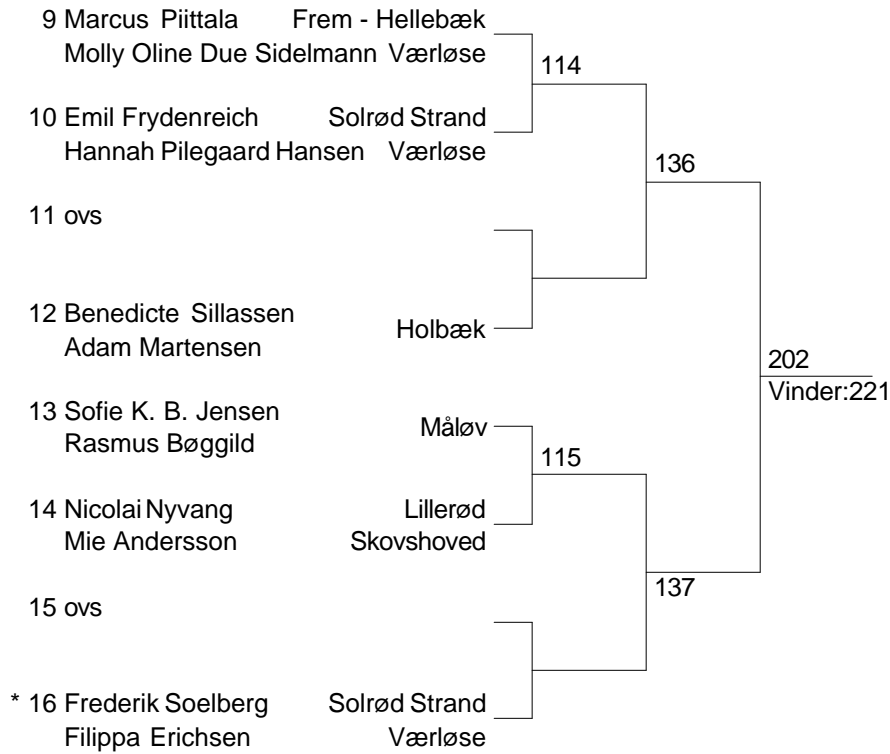 9 Marcus Piittala Frem - Hellebæk
Molly Oline Due Sidelmann Værløse
114
10 Emil Frydenreich Solrød Strand
Hannah Pilegaard Hansen Værløse
136
11 ovs
12 Benedicte Sillassen
Holbæk
Adam Martensen
202
Vinder:221
13 Sofie K. B. Jensen
Måløv
Rasmus Bøggild
115
14 Nicolai Nyvang Lillerød
Mie Andersson Skovshoved
137
15 ovs
* 16 Frederik Soelberg Solrød Strand
Filippa Erichsen Værløse